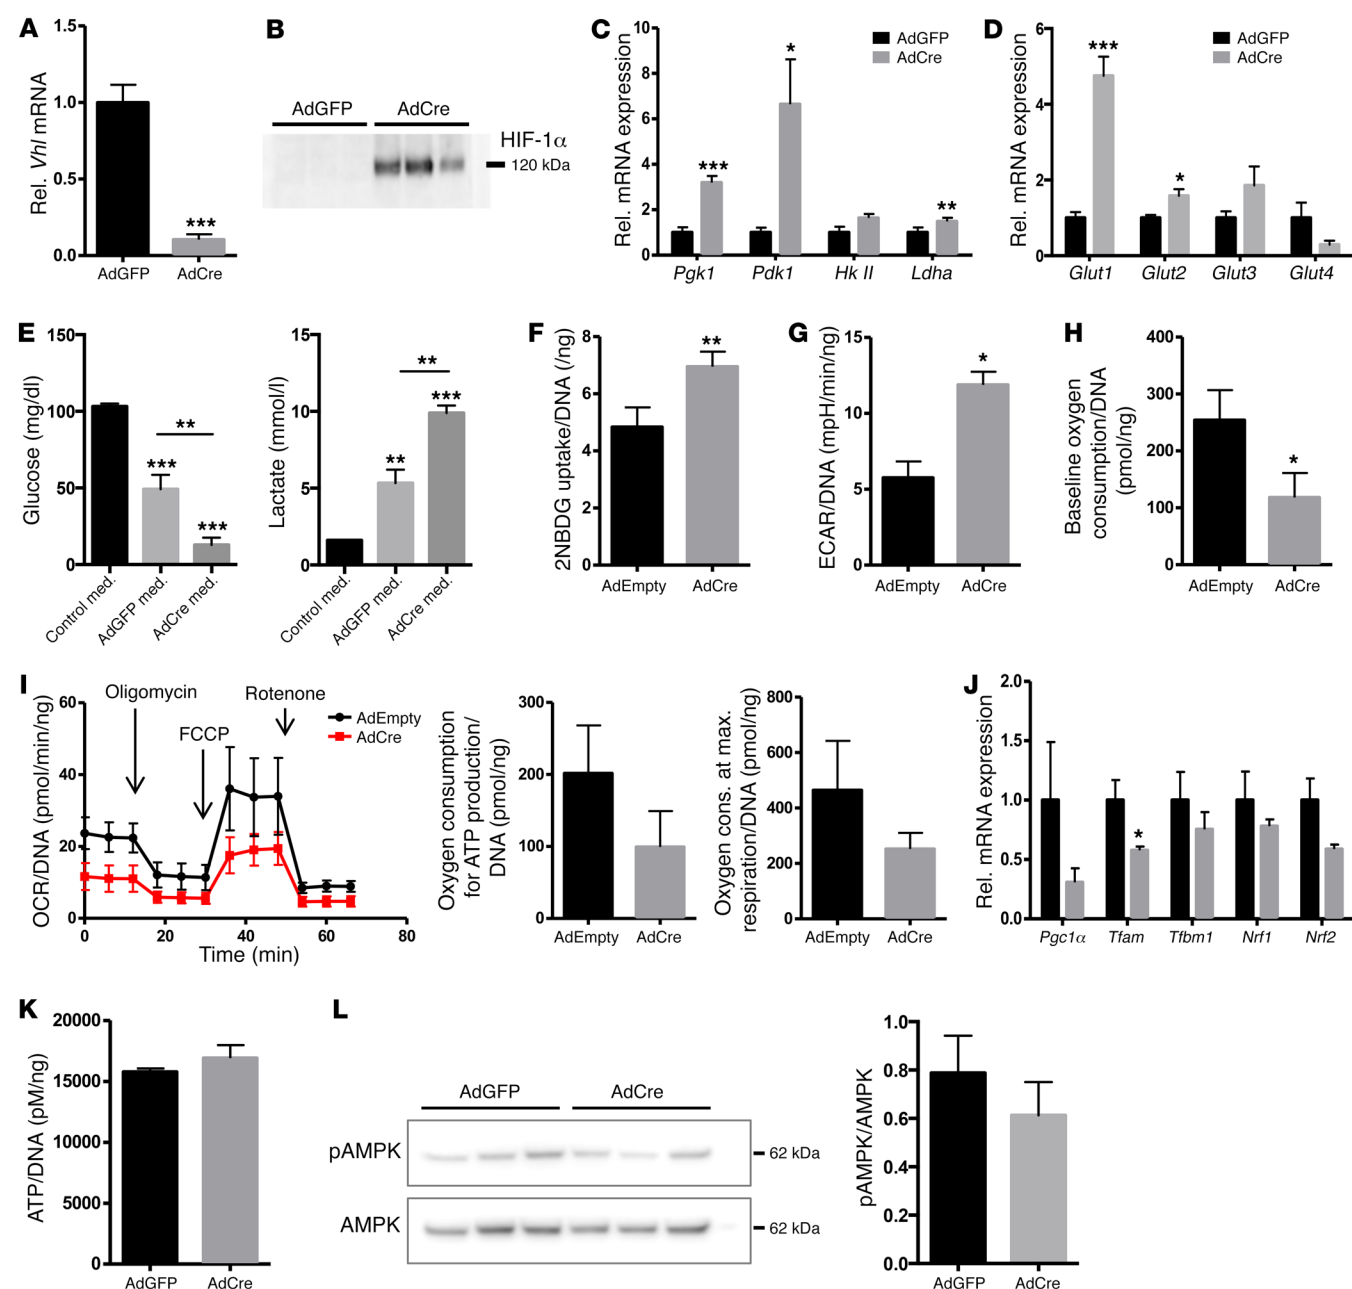 A
Rel. Vhl mRNA
1.5
1.0
0.5
0.0
***
AdGFP
AdCre
B
AdGFP
AdCre
HIF-1α
120 kDa
C
Rel. mRNA expression
10
8
6
4
2
0
***
*
**
AdGFP
AdCre
Pgk1
Pdk1
Hk II
Ldha
D
Rel. mRNA expression
6
4
2
0
***
*
AdGFP
AdCre
Glut1
Glut2
Glut3
Glut4
E
Glucose (mg/dl)
150
100
50
0
**
***
***
Control med.
AdGFP med.
AdCre med.
Lactate (mmol/l)
15
10
5
0
**
***
**
Control med.
AdGFP med.
AdCre med.
F
2NBDG uptake/DNA (/ng)
8
6
4
2
0
**
AdEmpty
AdCre
G
ECAR/DNA (mpH/min/ng)
15
10
5
0
*
AdEmpty
AdCre
H
Baseline oxygen
consumption/DNA
(pmol/ng)
400
300
200
100
0
*
AdEmpty
AdCre
I
OCR/DNA (pmol/min/ng)
60
40
20
0
Oligomycin
FCCP
Rotenone
AdEmpty
AdCre
0
20
40
60
80
Time (min)
Oxygen consumption
for ATP production/
DNA (pmol/ng)
300
200
100
0
AdEmpty
AdCre
Oxygen cons. at max.
respiration/DNA (pmol/ng)
800
600
400
200
0
AdEmpty
AdCre
J
Rel. mRNA expression
2.0
1.5
1.0
0.5
0.0
*
Pgc1α
Tfam
Tfbm1
Nrf1
Nrf2
K
ATP/DNA (pM/ng)
20000
15000
10000
5000
0
AdGFP
AdCre
L
AdGFP
AdCre
pAMPK
62 kDa
AMPK
62 kDa
pAMPK/AMPK
1.0
0.8
0.6
0.4
0.2
0.0
AdGFP
AdCre